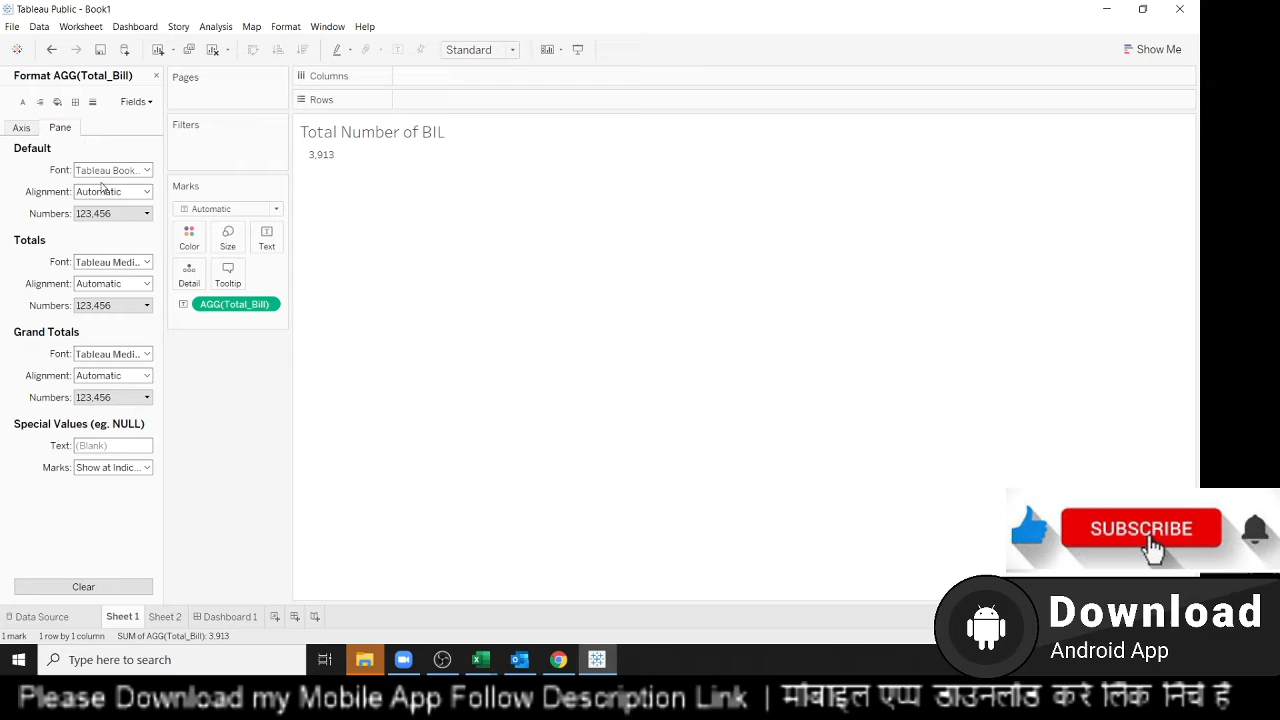 Tableau Public - Book1
File Data Worksheet Dashboard Story Analysis Map Format Window Help
Standard
Show Me
Format AGG(Total_Bill) ×
Fields
Axis Pane
Default
Font: Tableau Book..
Alignment: Automatic
Numbers: 123,456
Totals
Font: Tableau Medi..
Alignment: Automatic
Numbers: 123,456
Grand Totals
Font: Tableau Medi..
Alignment: Automatic
Numbers: 123,456
Special Values (eg. NULL)
Text: (Blank)
Marks: Show at Indic...
Clear
Pages
Filters
Marks
Automatic
Color Size Text
Detail Tooltip
AGG(Total_Bill)
Columns
Rows
Total Number of BIL
3,913
SUBSCRIBE
Download
Android App
Data Source Sheet 1 Sheet 2 Dashboard 1
1 mark 1 row by 1 column SUM of AGG(Total_Bill): 3,913
Type here to search
Please Download my Mobile App Follow Description Link | मोबाइल एप्प डाउनलोड करे लिंक निचे हैं